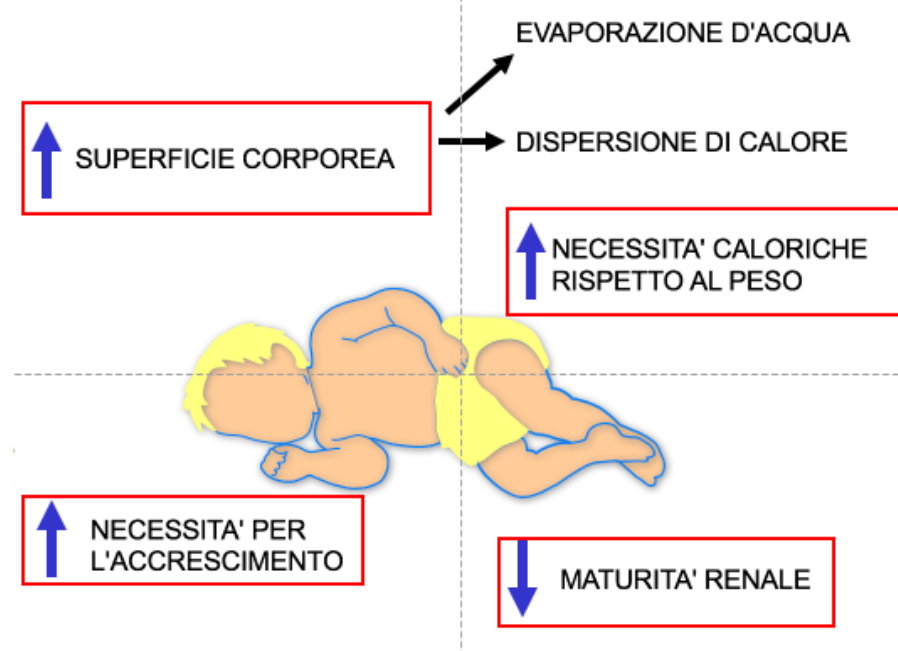 EVAPORAZIONE D'ACQUA
SUPERFICIE CORPOREA
DISPERSIONE DI CALORE
NECESSITA' CALORICHE
RISPETTO AL PESO
NECESSITA' PER
L'ACCRESCIMENTO
MATURITA' RENALE